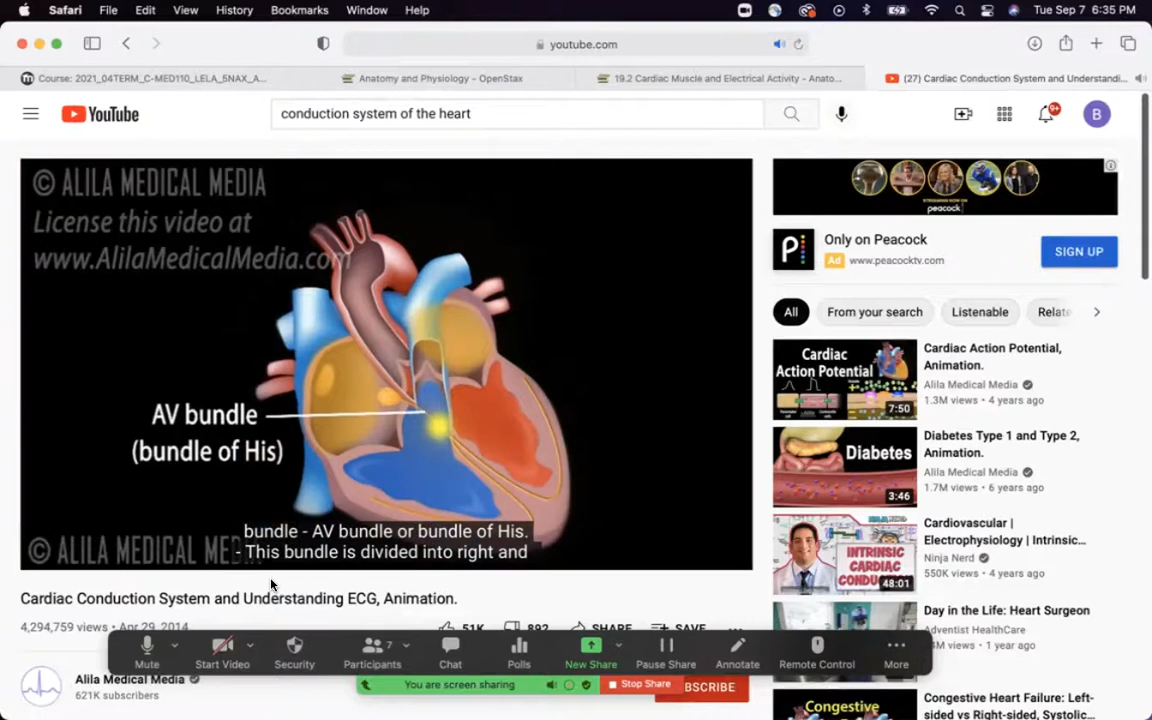 Safari File Edit View History Bookmarks Window Help Tue Sep 7 6:35 PM
youtube.com
Course: 2021_04TERM_C-MED110_LELA_5NAX_A...
Anatomy and Physiology - OpenStax
19.2 Cardiac Muscle and Electrical Activity - Anato...
(27) Cardiac Conduction System and Understandi...
YouTube
conduction system of the heart
9+
B
© ALILA MEDICAL MEDIA
License this video at
www.AlilaMedicalMedia.com
AV bundle
(bundle of His)
bundle - AV bundle or bundle of His.
- This bundle is divided into right and
© ALILA MEDICAL MED
Cardiac Conduction System and Understanding ECG, Animation.
4,294,759 views • Apr 29, 2014
51K 892 SHARE SAVE
Alila Medical Media
621K subscribers
Mute
Start Video
Security
7
Participants
Chat
Polls
New Share
Pause Share
Annotate
Remote Control
More
You are screen sharing
Stop Share
BSCRIBE
STREAMING NOW ON
peacock
Only on Peacock
Ad www.peacocktv.com
SIGN UP
All
From your search
Listenable
Relate
Cardiac
Action Potential
7:50
Cardiac Action Potential,
Animation.
Alila Medical Media
1.3M views • 4 years ago
Diabetes
3:46
Diabetes Type 1 and Type 2,
Animation.
Alila Medical Media
1.7M views • 6 years ago
INTRINSIC
CARDIAC
48:01
Cardiovascular |
Electrophysiology | Intrinsic...
Ninja Nerd
550K views • 4 years ago
Day in the Life: Heart Surgeon
Adventist HealthCare
4M views • 1 year ago
Congestive
Congestive Heart Failure: Left-
sided vs Right-sided, Systolic...